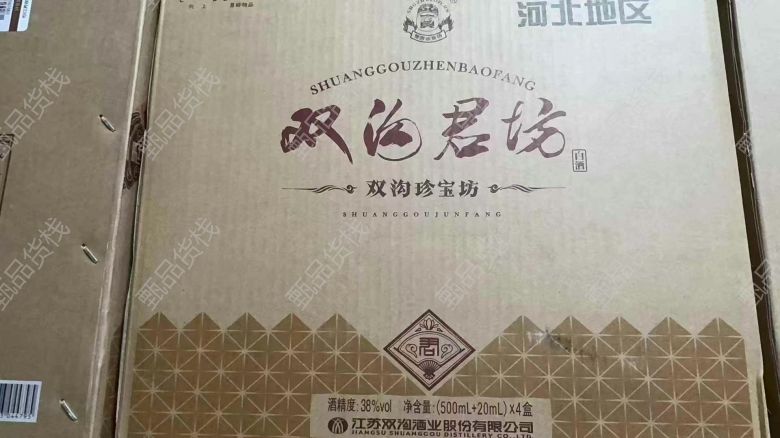 河北地区
SHUANGGOUZHENBAOFANG
双沟君坊
白酒
双沟珍宝坊
SHUANGGOUJUNFANG
君
酒精度: 38%vol 净含量: (500mL+20mL) ×4盒
江苏双沟酒业股份有限公司
JIANGSU SHUANGGOU DISTILLERY CO.,LTD.
甄品货栈